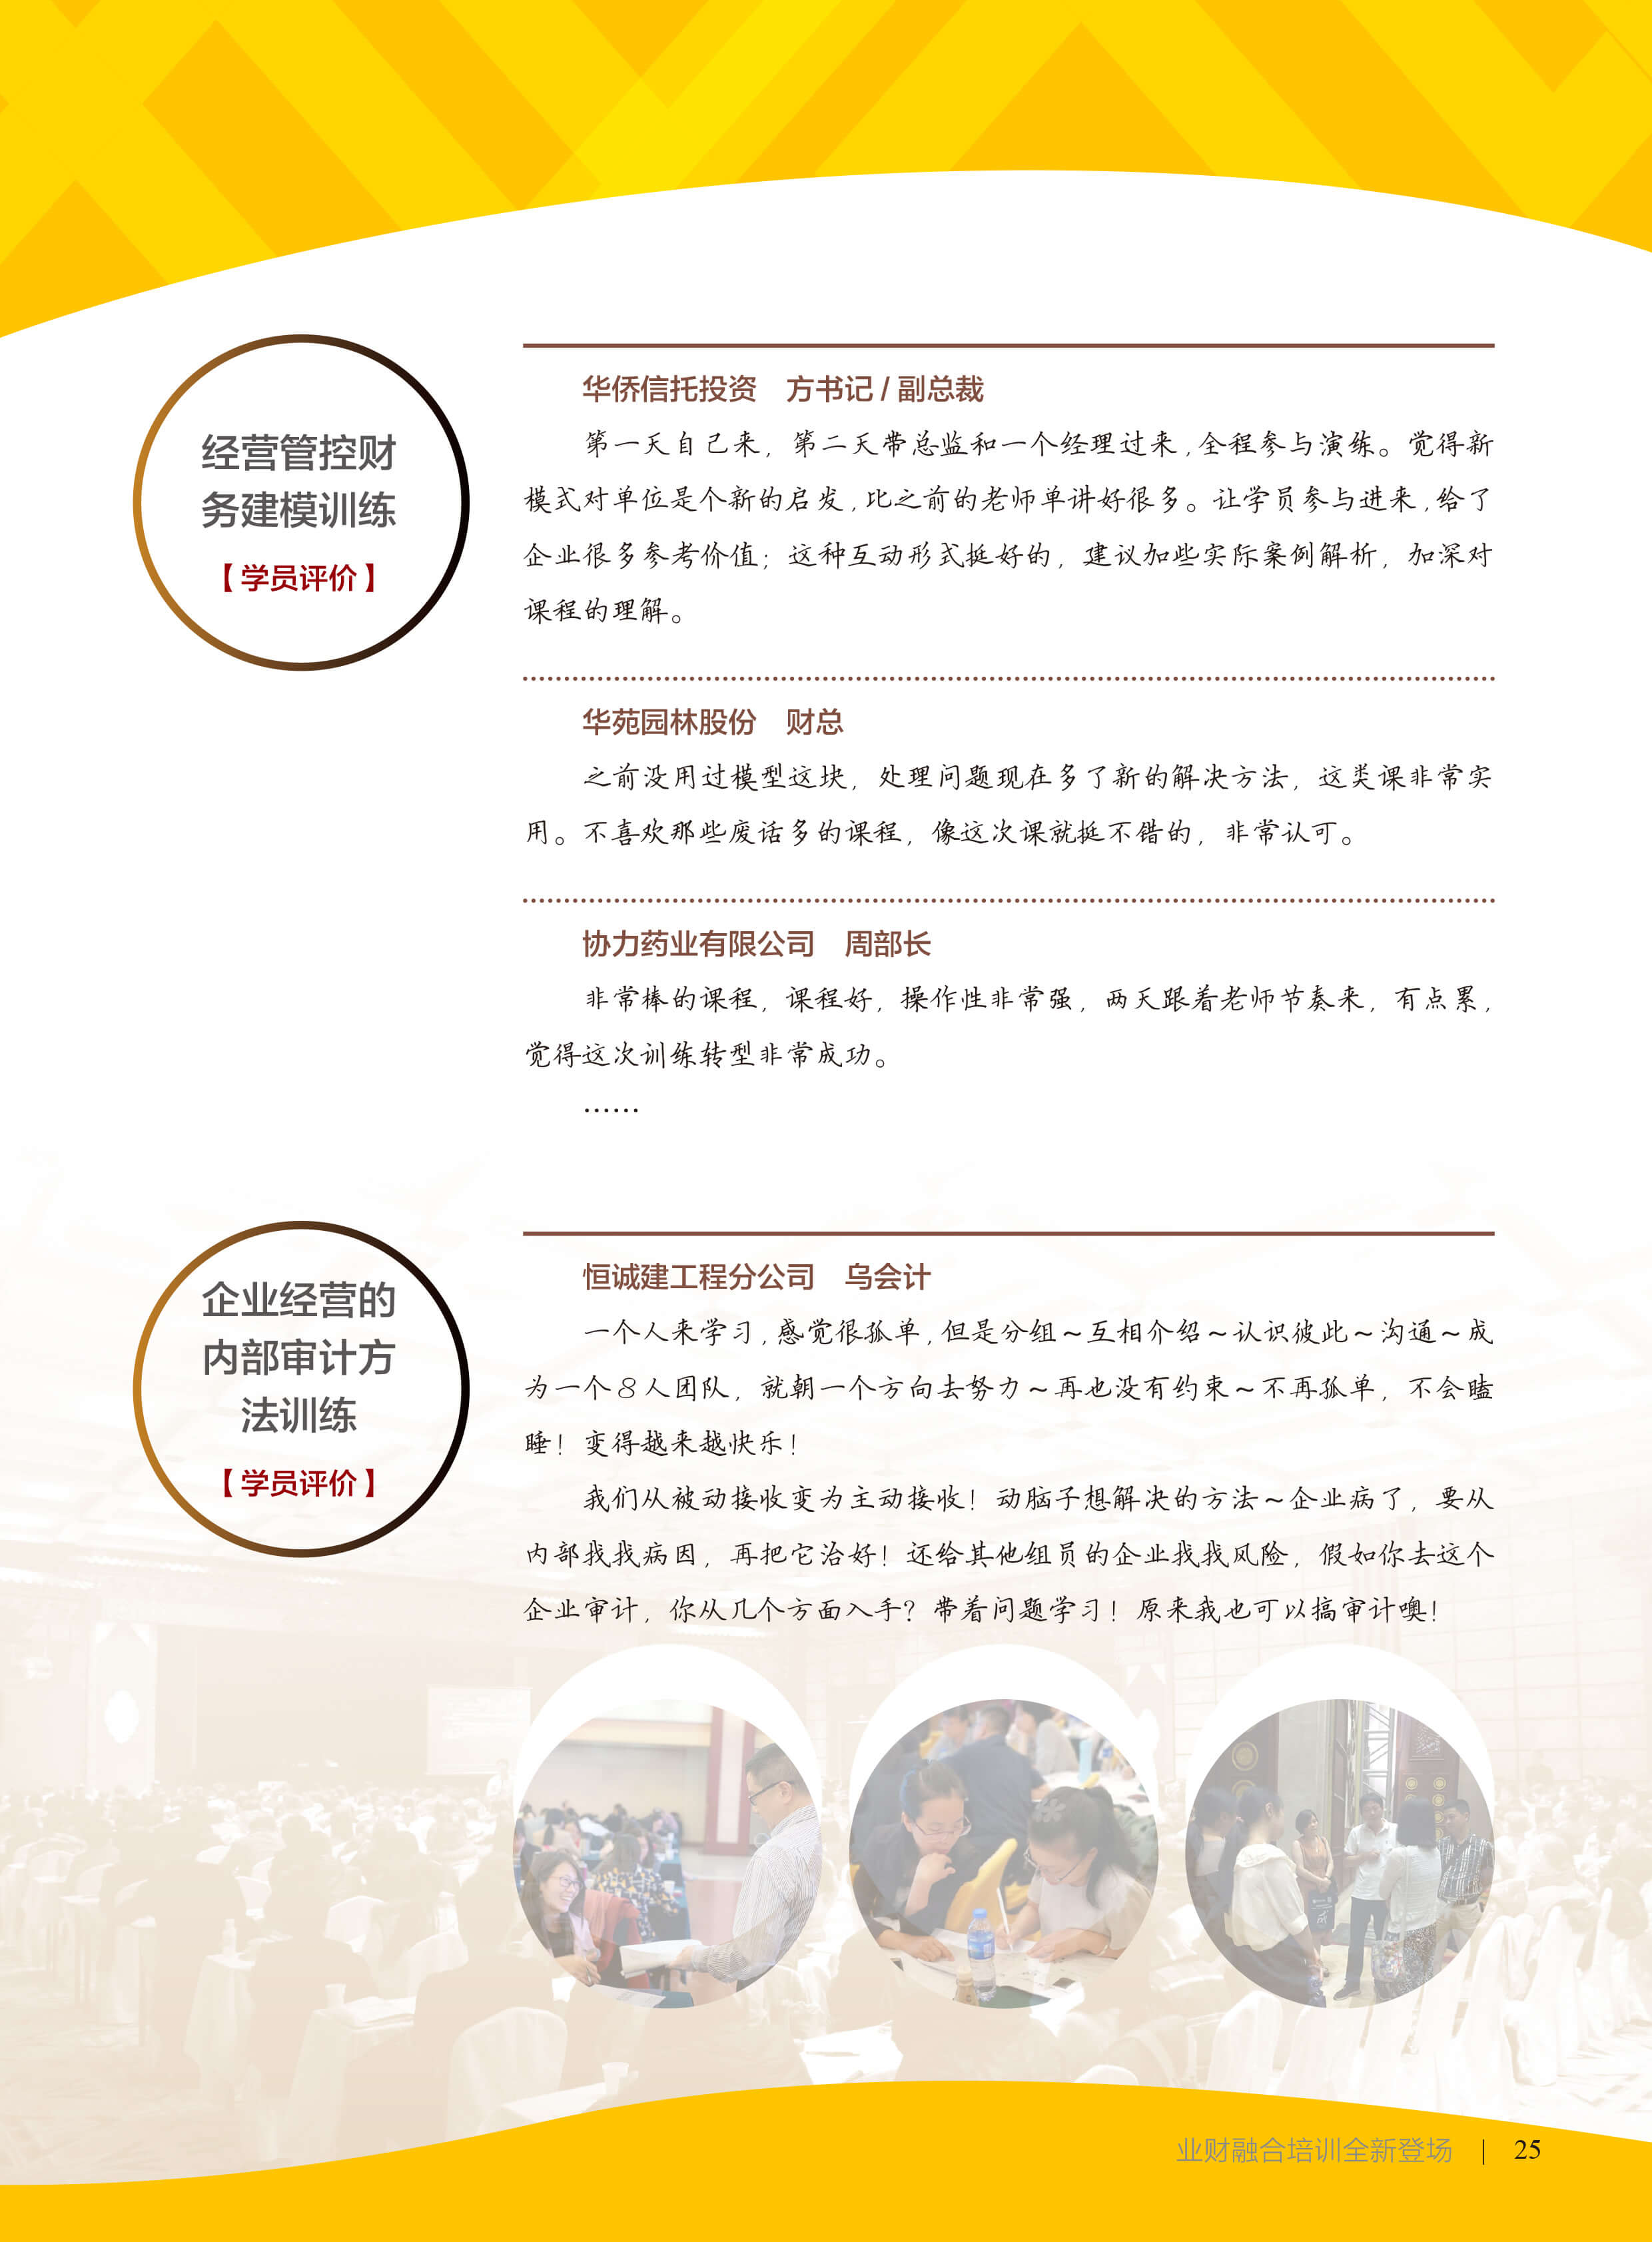 经营管控财
务建模训练
【学员评价】
华侨信托投资 方书记/副总裁
第一天自己来，第二天带总监和一个经理过来，全程参与演练。觉得新
模式对单位是个新的启发，比之前的老师单讲好很多。让学员参与进来，给了
企业很多参考价值；这种互动形式挺好的，建议加些实际案例解析，加深对
课程的理解。
华苑园林股份 财总
之前没用过模型这块，处理问题现在多了新的解决方法，这类课非常实
用。不喜欢那些废话多的课程，像这次课就挺不错的，非常认可。
协力药业有限公司 周部长
非常棒的课程，课程好，操作性非常强，两天跟着老师节奏来，有点累，
觉得这次训练转型非常成功。
……
企业经营的
内部审计方
法训练
【学员评价】
恒诚建工程分公司 乌会计
一个人来学习，感觉很孤单，但是分组～互相介绍～认识彼此～沟通～成
为一个8人团队，就朝一个方向去努力～再也没有约束～不再孤单，不会瞌
睡！变得越来越快乐！
我们从被动接收变为主动接收！动脑子想解决的方法～企业病了，要从
内部找找病因，再把它治好！还给其他组员的企业找找风险，假如你去这个
企业审计，你从几个方面入手？带着问题学习！原来我也可以搞审计噢！
业财融合培训全新登场 | 25